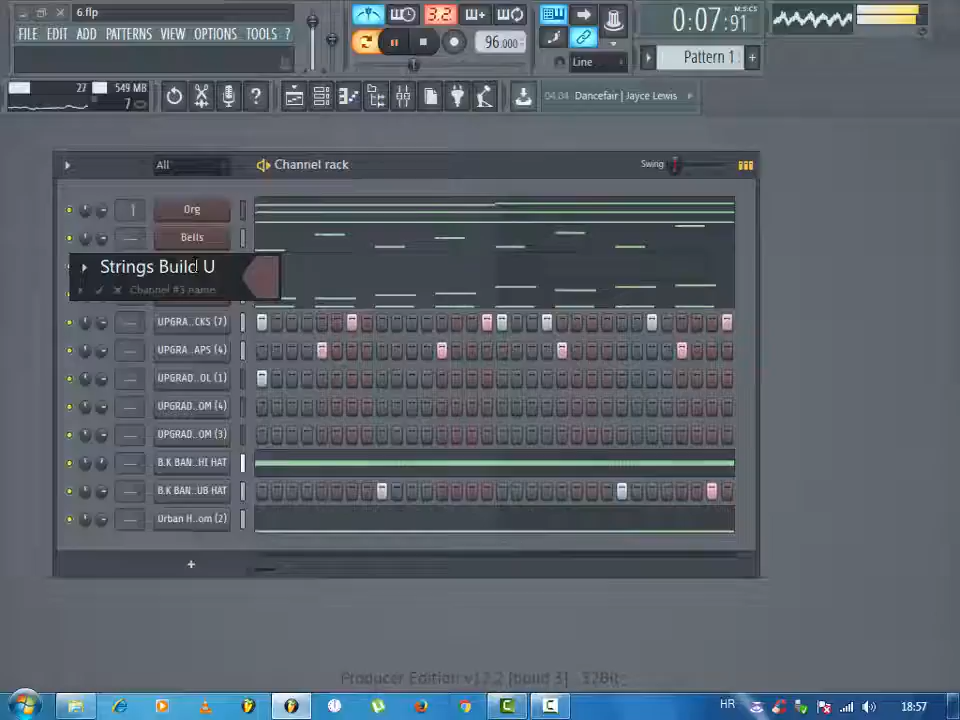 6.flp
FILE EDIT ADD PATTERNS VIEW OPTIONS TOOLS ?
3.2
96.000
Line
M:S:CS
0:07:91
Pattern 1
27
549 MB
7
04.04 Dancefair | Jayce Lewis
All
Channel rack
Swing
Org
Bells
Strings Build U
Channel #3 name
UPGRA..CKS (7)
UPGRA..APS (4)
UPGRAD..OL (1)
UPGRAD..OM (4)
UPGRAD..OM (3)
B.K BAN..HI HAT
B.K BAN..UB HAT
Urban H..om (2)
+
Producer Edition v12.2 [build 3] - 32Bit
HR
18:57